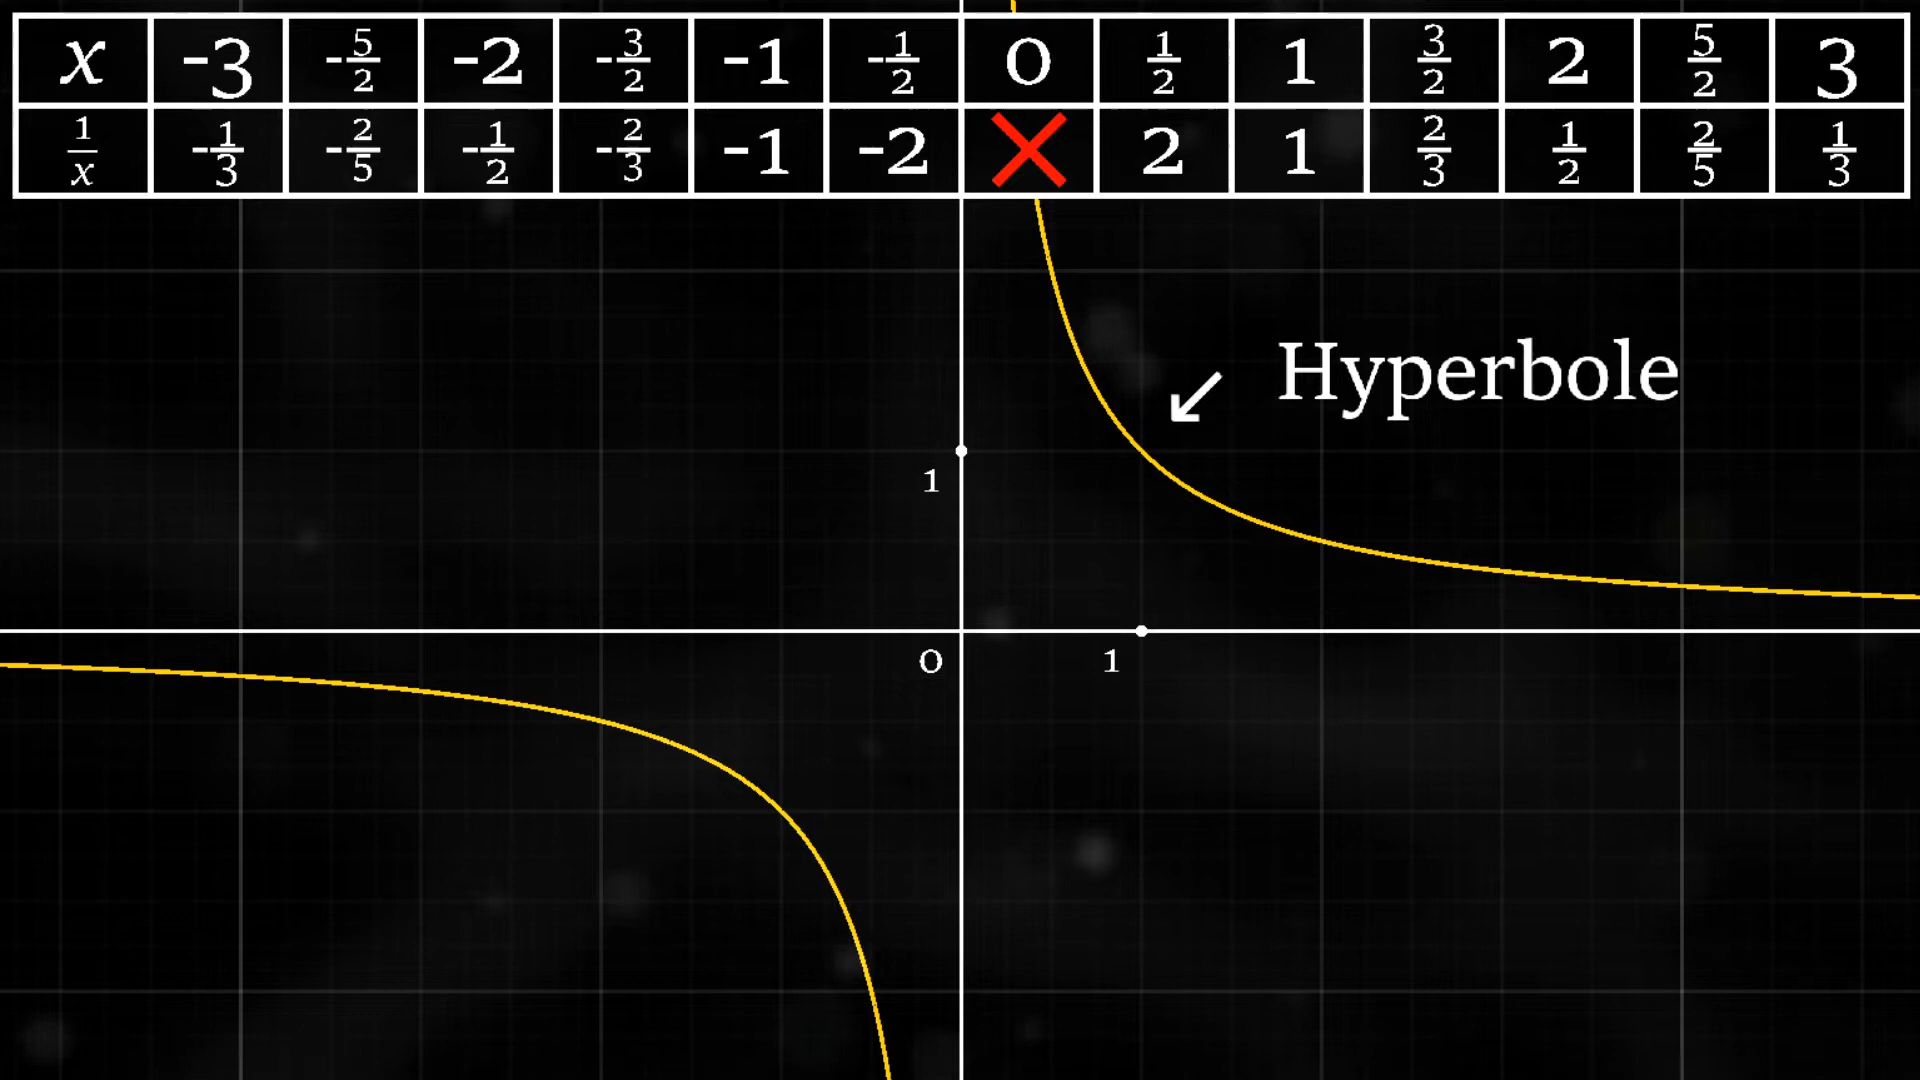 x -3 -5/2 -2 -3/2 -1 -1/2 0 1/2 1 3/2 2 5/2 3
1/x -1/3 -2/5 -1/2 -2/3 -1 -2 ❌ 2 1 2/3 1/2 2/5 1/3
↙ Hyperbole
1
0 1